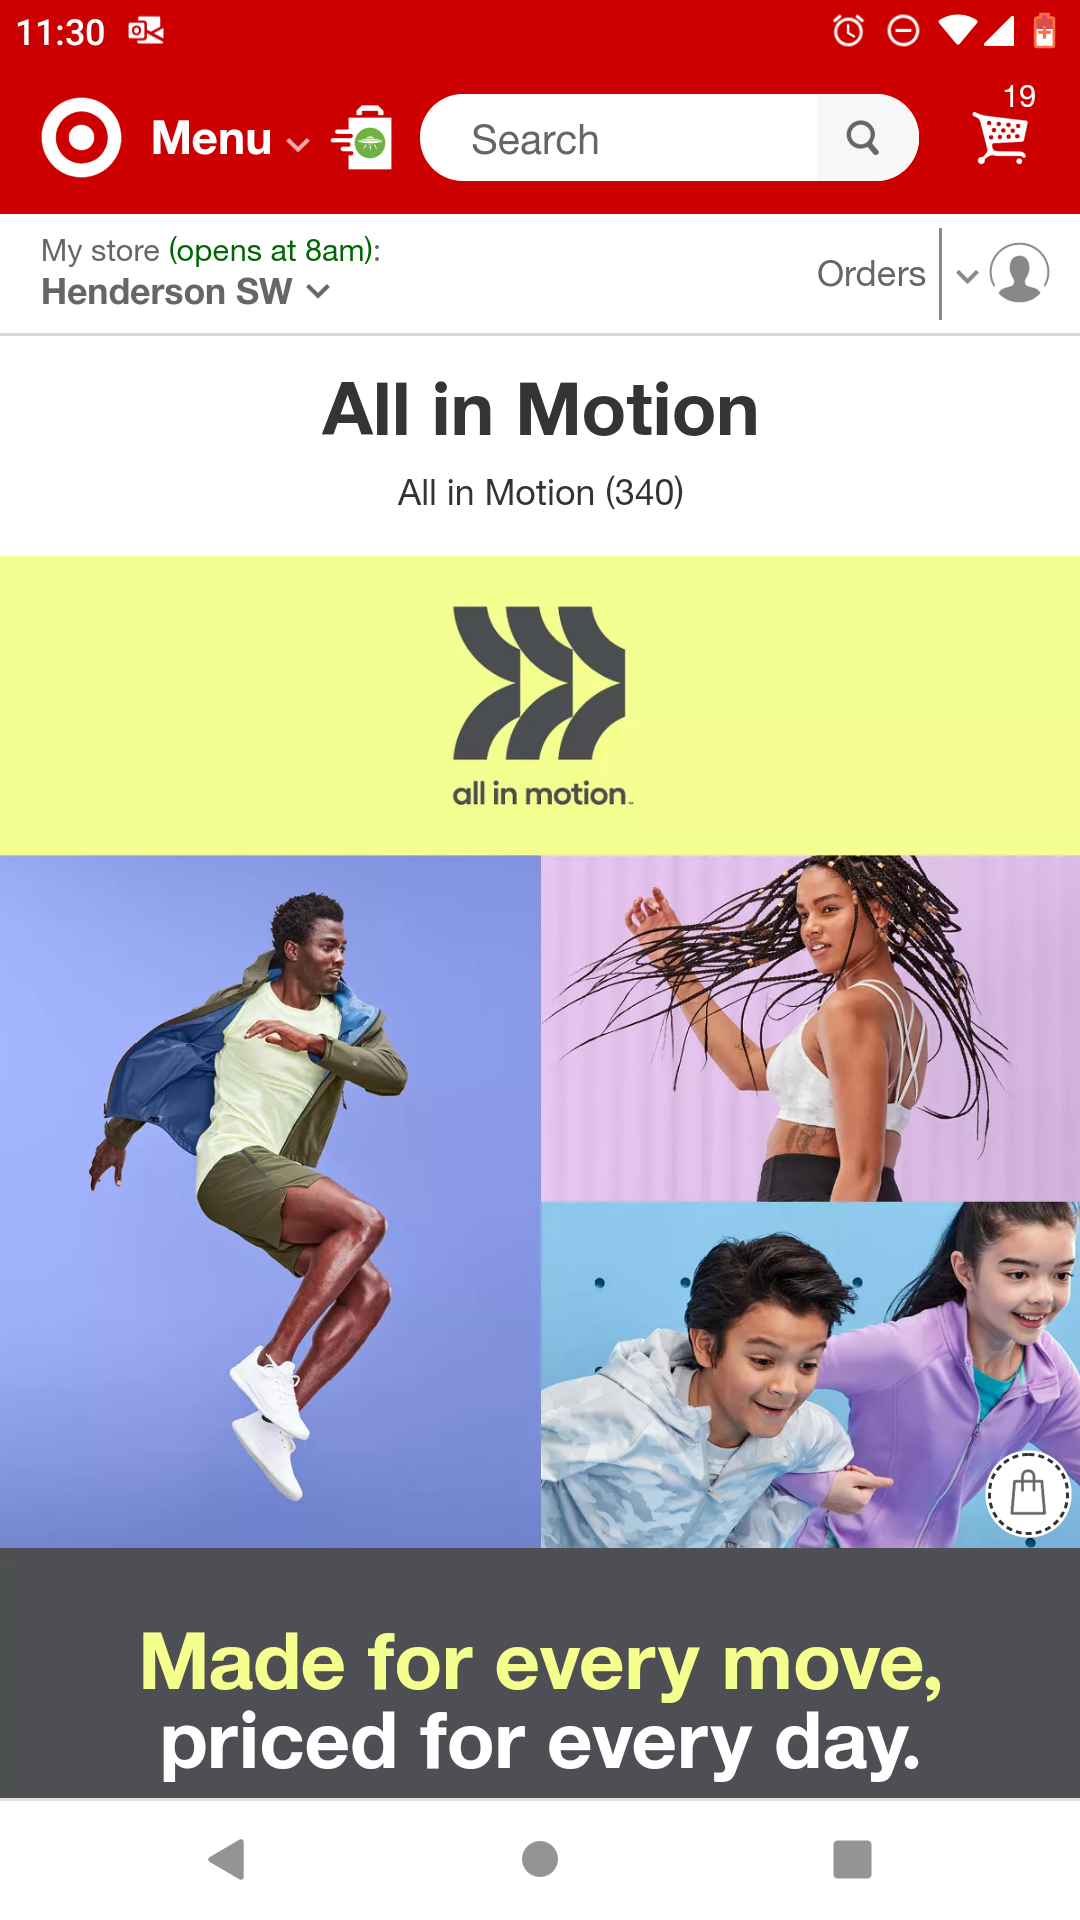 11:30
19
Menu
Search
My store (opens at 8am):
Henderson SW
Orders
All in Motion
All in Motion (340)
all in motion™
Made for every move,
priced for every day.